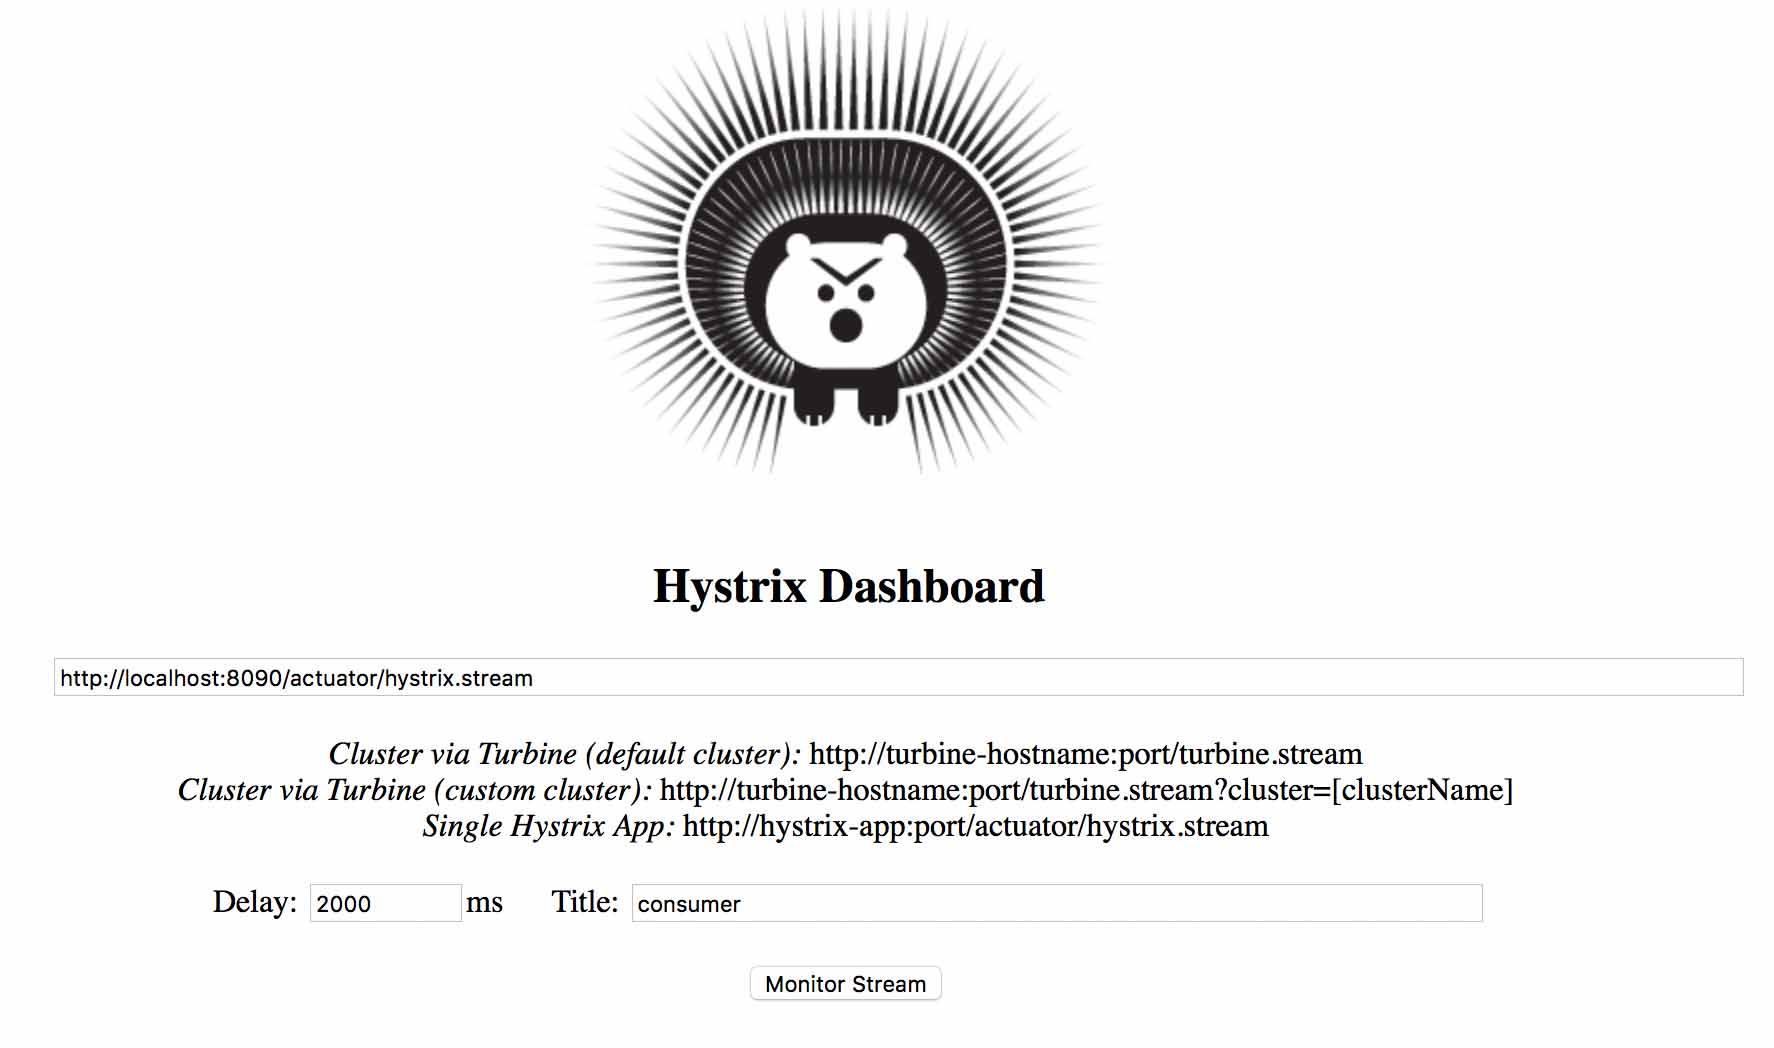 Hystrix Dashboard
http://localhost:8090/actuator/hystrix.stream
Cluster via Turbine (default cluster): http://turbine-hostname:port/turbine.stream
Cluster via Turbine (custom cluster): http://turbine-hostname:port/turbine.stream?cluster=[clusterName]
Single Hystrix App: http://hystrix-app:port/actuator/hystrix.stream
Delay: 2000 ms Title: consumer
Monitor Stream